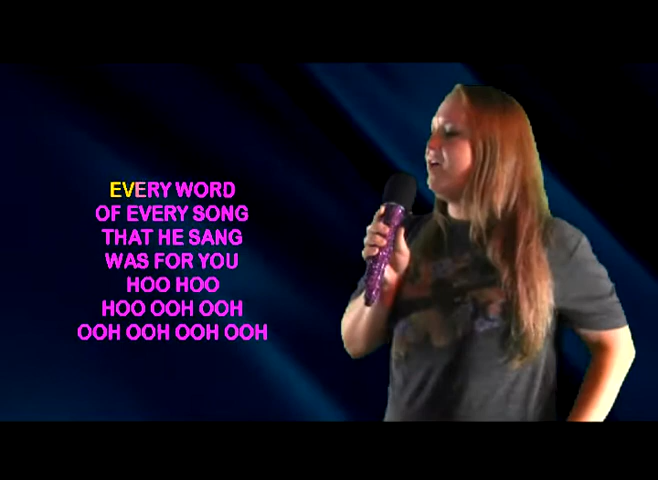 EVERY WORD
OF EVERY SONG
THAT HE SANG
WAS FOR YOU
HOO HOO
HOO OOH OOH
OOH OOH OOH OOH